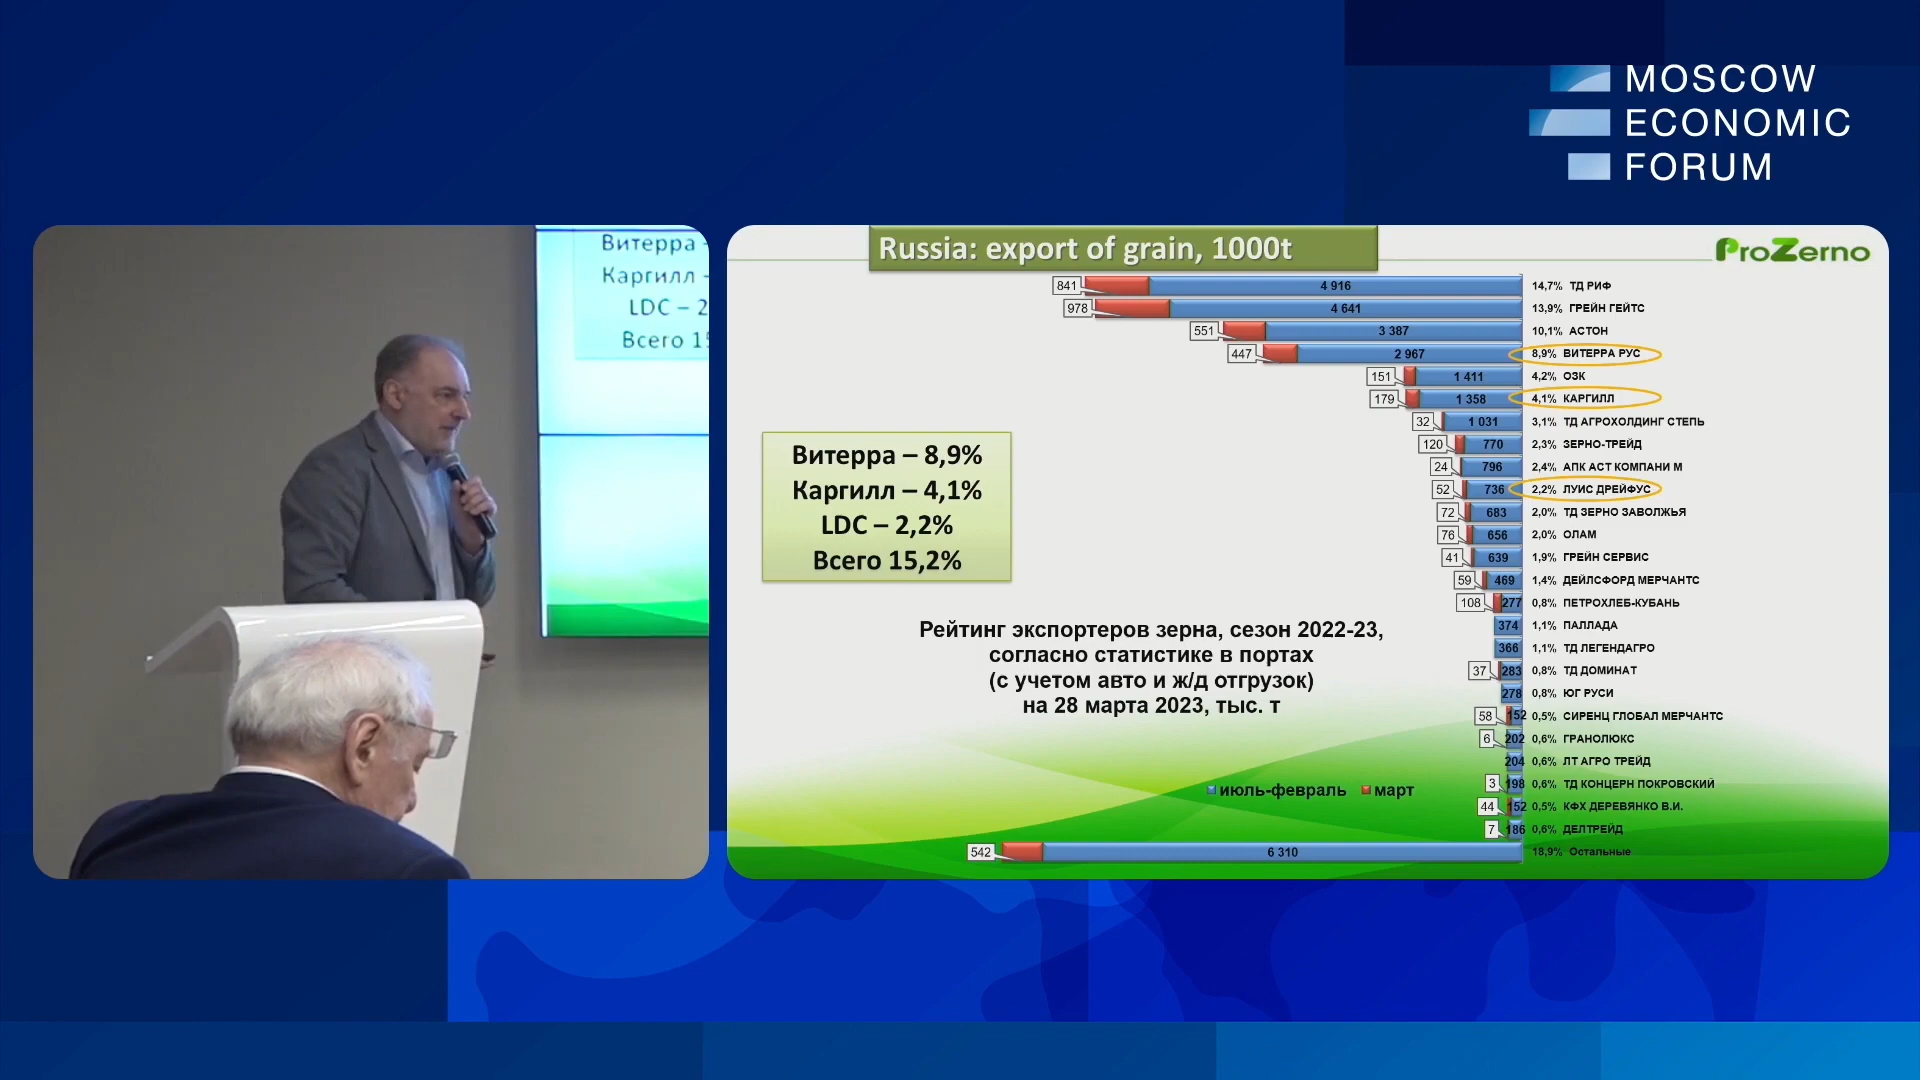 MOSCOW
ECONOMIC
FORUM
Витерра -
Каргилл -
LDC – 2
Всего 15
Russia: export of grain, 1000t
ProZerno
841 4 916 14,7% ТД РИФ
978 4 641 13,9% ГРЕЙН ГЕЙТС
551 3 387 10,1% АСТОН
447 2 967 8,9% ВИТЕРРА РУС
151 1 411 4,2% ОЗК
179 1 358 4,1% КАРГИЛЛ
32 1 031 3,1% ТД АГРОХОЛДИНГ СТЕПЬ
120 770 2,3% ЗЕРНО-ТРЕЙД
24 796 2,4% АПК АСТ КОМПАНИ М
52 736 2,2% ЛУИС ДРЕЙФУС
72 683 2,0% ТД ЗЕРНО ЗАВОЛЖЬЯ
76 656 2,0% ОЛАМ
41 639 1,9% ГРЕЙН СЕРВИС
59 469 1,4% ДЕЙЛСФОРД МЕРЧАНТС
108 277 0,8% ПЕТРОХЛЕБ-КУБАНЬ
374 1,1% ПАЛЛАДА
366 1,1% ТД ЛЕГЕНДАГРО
37 283 0,8% ТД ДОМИНАТ
278 0,8% ЮГ РУСИ
58 152 0,5% СИРЕНЦ ГЛОБАЛ МЕРЧАНТС
6 202 0,6% ГРАНОЛЮКС
204 0,6% ЛТ АГРО ТРЕЙД
3 198 0,6% ТД КОНЦЕРН ПОКРОВСКИЙ
44 152 0,5% КФХ ДЕРЕВЯНКО В.И.
7 186 0,6% ДЕЛТРЕЙД
542 6 310 18,9% Остальные
Витерра – 8,9%
Каргилл – 4,1%
LDC – 2,2%
Всего 15,2%
Рейтинг экспортеров зерна, сезон 2022-23,
согласно статистике в портах
(с учетом авто и ж/д отгрузок)
на 28 марта 2023, тыс. т
июль-февраль март